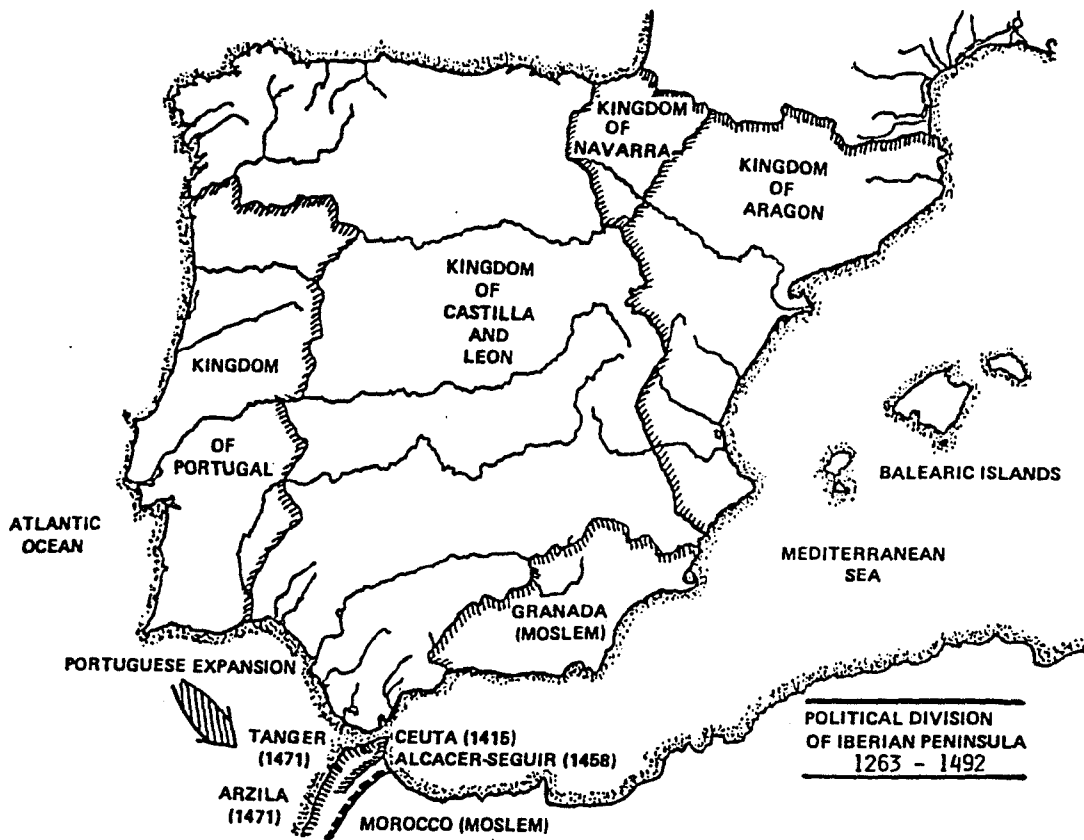 KINGDOM
OF
NAVARRA
KINGDOM
OF
ARAGON
KINGDOM
OF
CASTILLA
AND
LEON
KINGDOM
OF
PORTUGAL
BALEARIC ISLANDS
ATLANTIC
OCEAN
MEDITERRANEAN
SEA
GRANADA
(MOSLEM)
PORTUGUESE EXPANSION
TANGER
(1471)
CEUTA (1415)
ALCACER-SEGUIR (1458)
ARZILA
(1471)
MOROCCO (MOSLEM)
POLITICAL DIVISION
OF IBERIAN PENINSULA
1263 - 1492